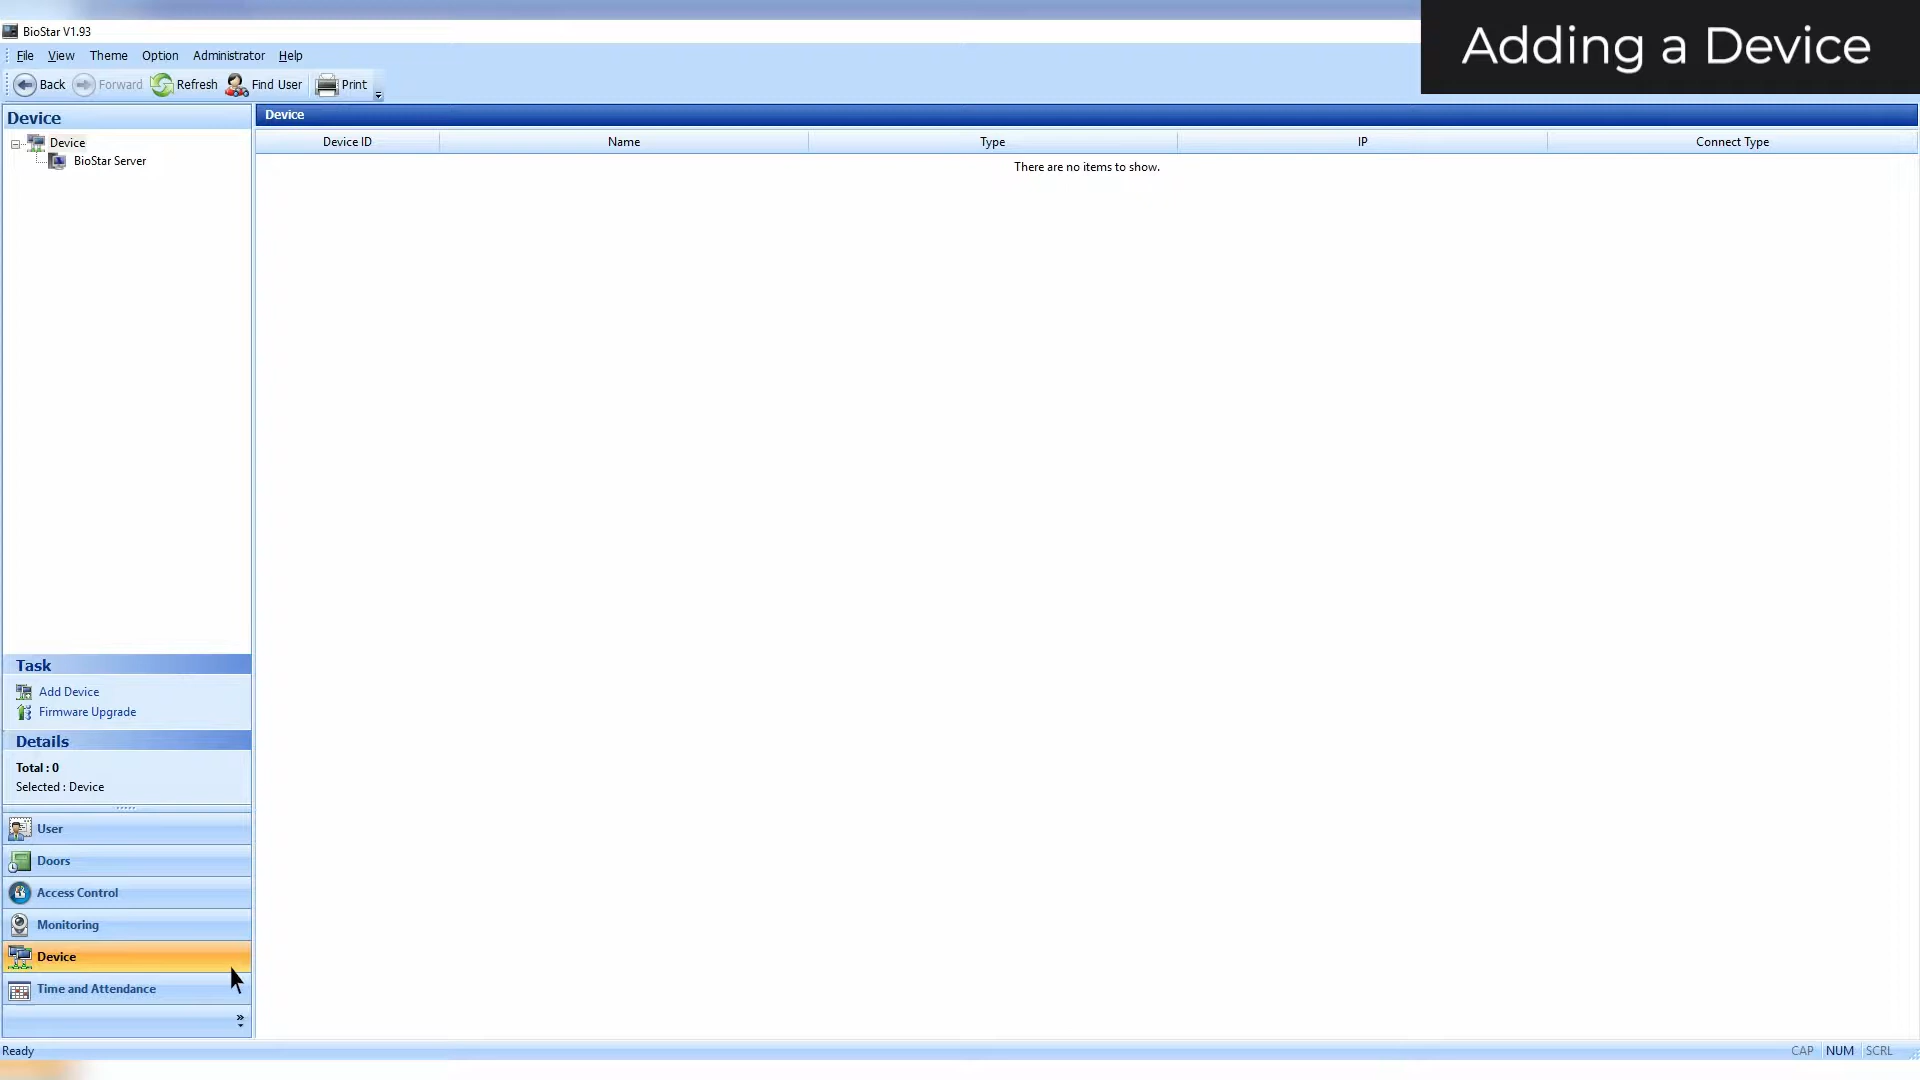 BioStar V1.93
Adding a Device
File View Theme Option Administrator Help
Back Forward Refresh Find User Print
Device
Device
BioStar Server
Device
Device ID Name Type IP Connect Type
There are no items to show.
Task
Add Device
Firmware Upgrade
Details
Total : 0
Selected : Device
User
Doors
Access Control
Monitoring
Device
Time and Attendance
Ready
CAP NUM SCRL